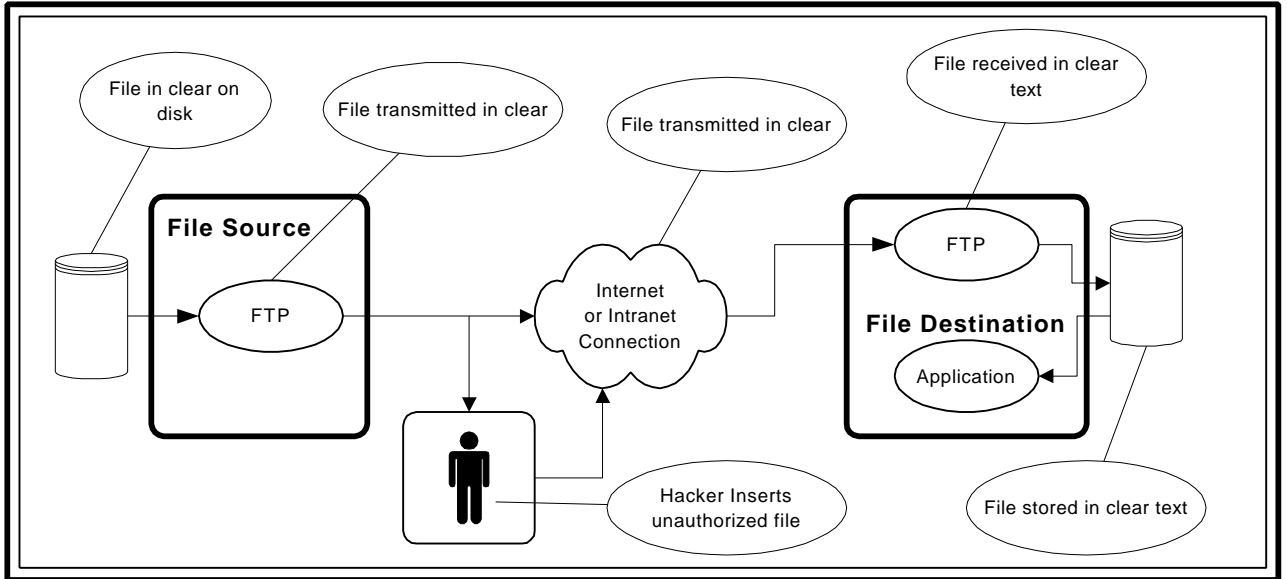 File in clear on
disk
File transmitted in clear
File transmitted in clear
File received in clear
text
File Source
FTP
Internet
or Intranet
Connection
FTP
File Destination
Application
Hacker Inserts
unauthorized file
File stored in clear text